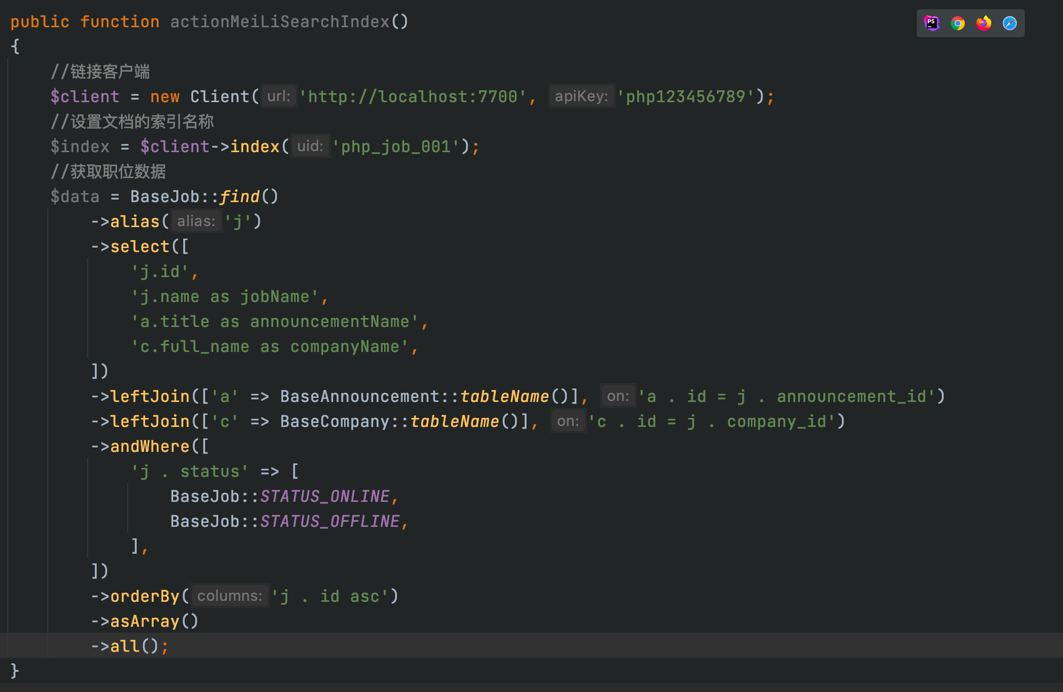 public function actionMeiLiSearchIndex()
{
    //链接客户端
    $client = new Client( url: 'http://localhost:7700', apiKey: 'php123456789');
    //设置文档的索引名称
    $index = $client->index( uid: 'php_job_001');
    //获取职位数据
    $data = BaseJob::find()
        ->alias( alias: 'j')
        ->select([
            'j.id',
            'j.name as jobName',
            'a.title as announcementName',
            'c.full_name as companyName',
        ])
        ->leftJoin(['a' => BaseAnnouncement::tableName()], on: 'a . id = j . announcement_id')
        ->leftJoin(['c' => BaseCompany::tableName()], on: 'c . id = j . company_id')
        ->andWhere([
            'j . status' => [
                BaseJob::STATUS_ONLINE,
                BaseJob::STATUS_OFFLINE,
            ],
        ])
        ->orderBy( columns: 'j . id asc')
        ->asArray()
        ->all();
}